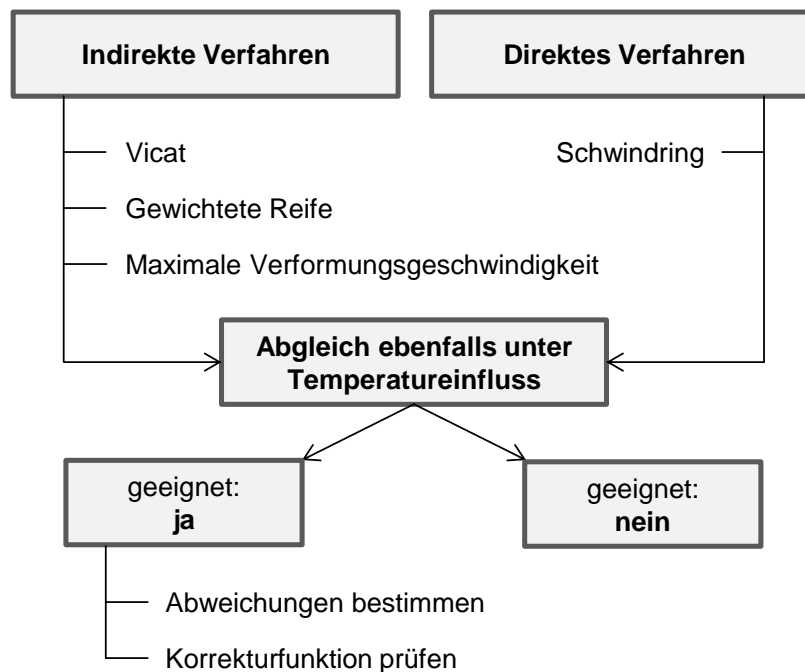 Indirekte Verfahren
Direktes Verfahren
Vicat
Schwindring
Gewichtete Reife
Maximale Verformungsgeschwindigkeit
Abgleich ebenfalls unter
Temperatureinfluss
geeignet:
ja
geeignet:
nein
Abweichungen bestimmen
Korrekturfunktion prüfen